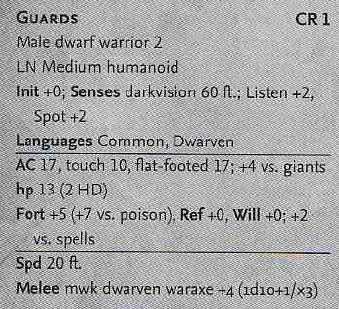 GUARDS CR 1
Male dwarf warrior 2
LN Medium humanoid
Init +0; Senses darkvision 60 ft.; Listen +2,
Spot +2
Languages Common, Dwarven
AC 17, touch 10, flat-footed 17; +4 vs. giants
hp 13 (2 HD)
Fort +5 (+7 vs. poison), Ref +0, Will +0; +2
vs. spells
Spd 20 ft.
Melee mwk dwarven waraxe +4 (1d10+1/×3)